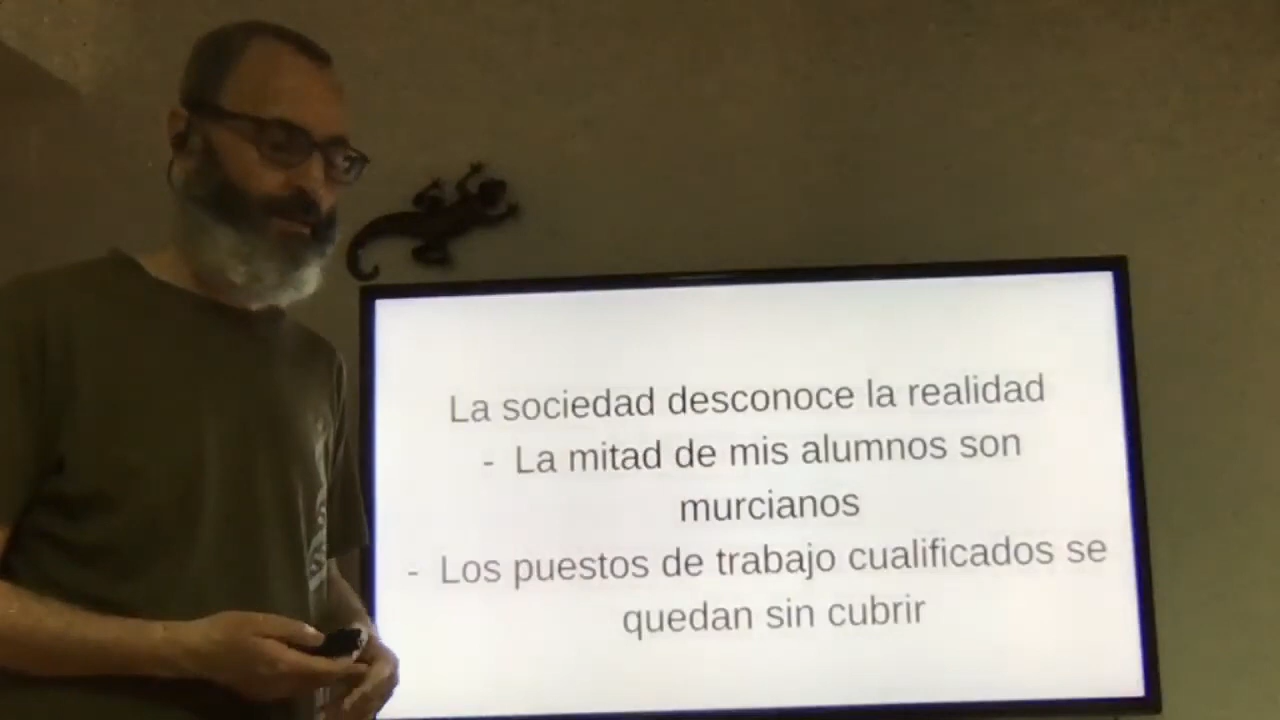 La sociedad desconoce la realidad
- La mitad de mis alumnos son
murcianos
- Los puestos de trabajo cualificados se
quedan sin cubrir